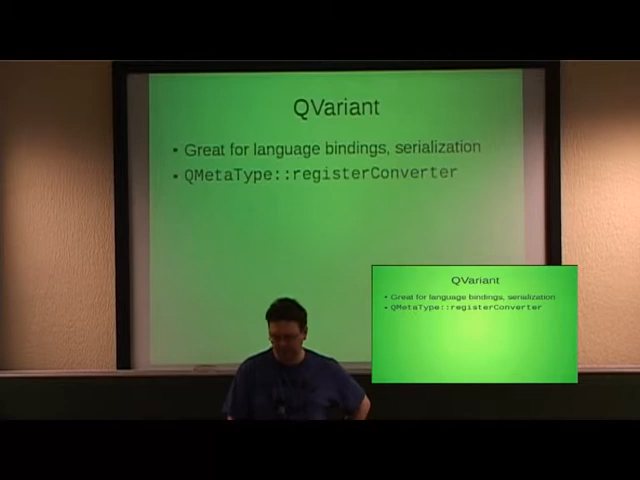 QVariant
• Great for language bindings, serialization
• QMetaType::registerConverter
QVariant
• Great for language bindings, serialization
• QMetaType::registerConverter